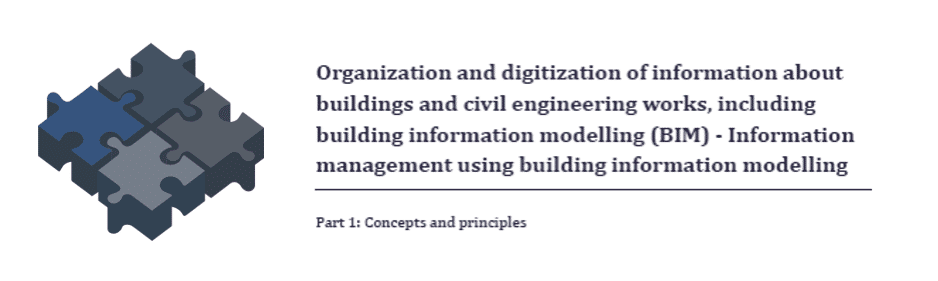 Organization and digitization of information about
buildings and civil engineering works, including
building information modelling (BIM) - Information
management using building information modelling
Part 1: Concepts and principles